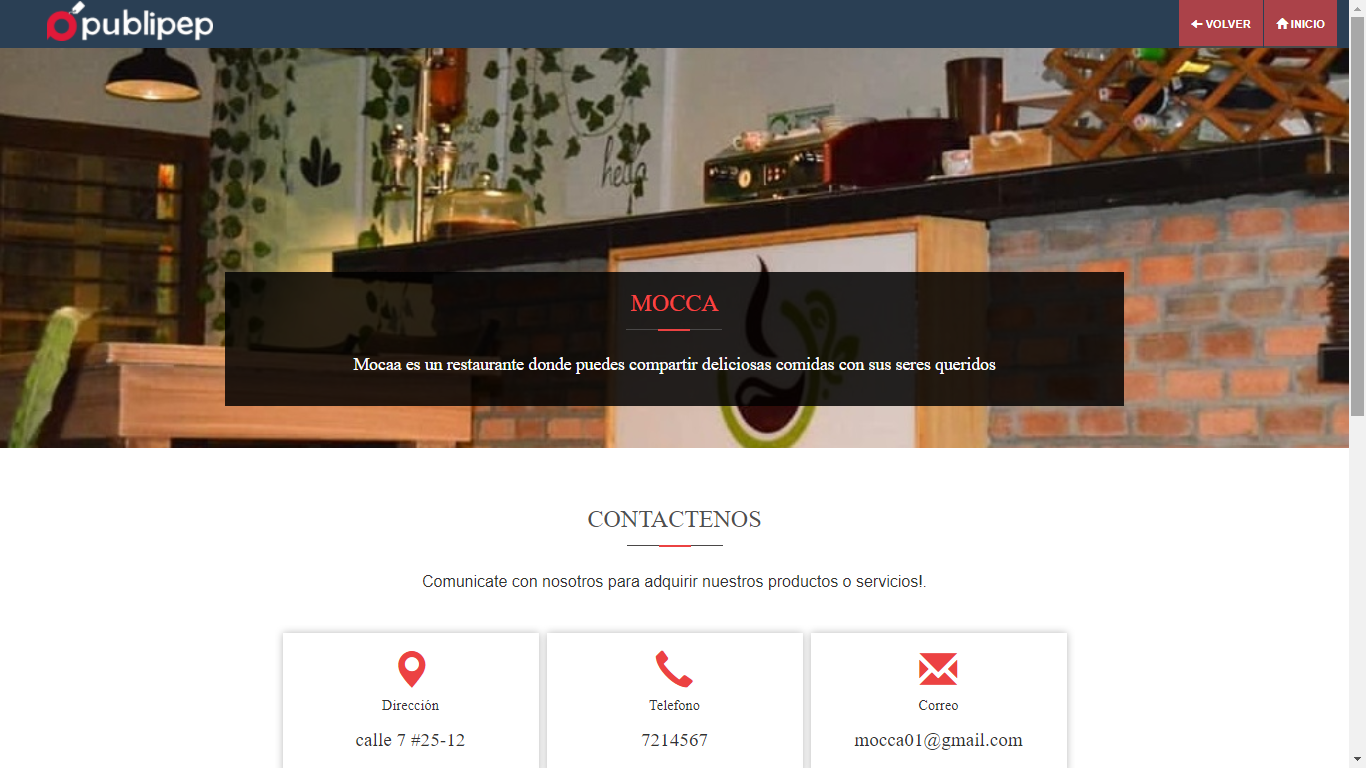 publipep
VOLVER
INICIO
hella
MOCCA
Mocaa es un restaurante donde puedes compartir deliciosas comidas con sus seres queridos
CONTACTENOS
Comunicate con nosotros para adquirir nuestros productos o servicios!.
Dirección
Telefono
Correo
calle 7 #25-12
7214567
mocca01@gmail.com